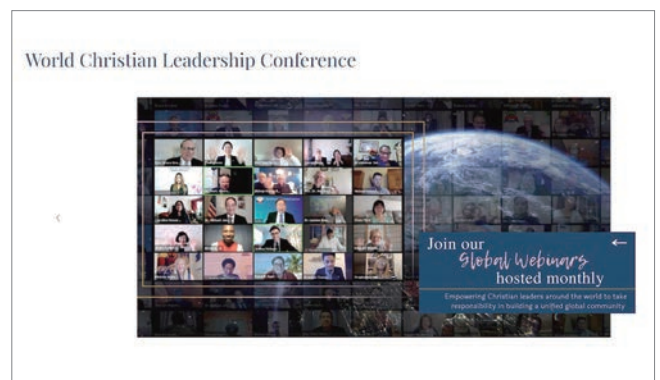 World Christian Leadership Conference
Join our
Global Webinars
hosted monthly
Empowering Christian leaders around the world to take
responsibility in building a unified global community